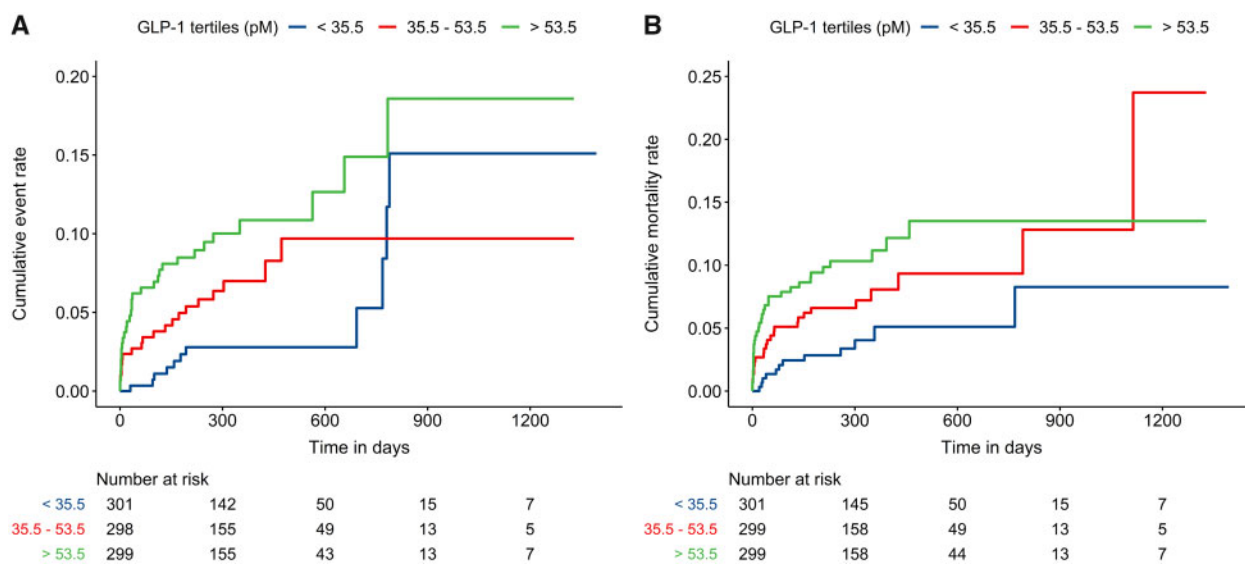 A
GLP-1 tertiles (pM) < 35.5 35.5 - 53.5 > 53.5
Cumulative event rate
0.20
0.15
0.10
0.05
0.00
0 300 600 900 1200
Time in days
Number at risk
< 35.5 301 142 50 15 7
35.5 - 53.5 298 155 49 13 5
> 53.5 299 155 43 13 7
B
GLP-1 tertiles (pM) < 35.5 35.5 - 53.5 > 53.5
Cumulative mortality rate
0.25
0.20
0.15
0.10
0.05
0.00
0 300 600 900 1200
Time in days
Number at risk
< 35.5 301 145 50 15 7
35.5 - 53.5 299 158 49 13 5
> 53.5 299 158 44 13 7